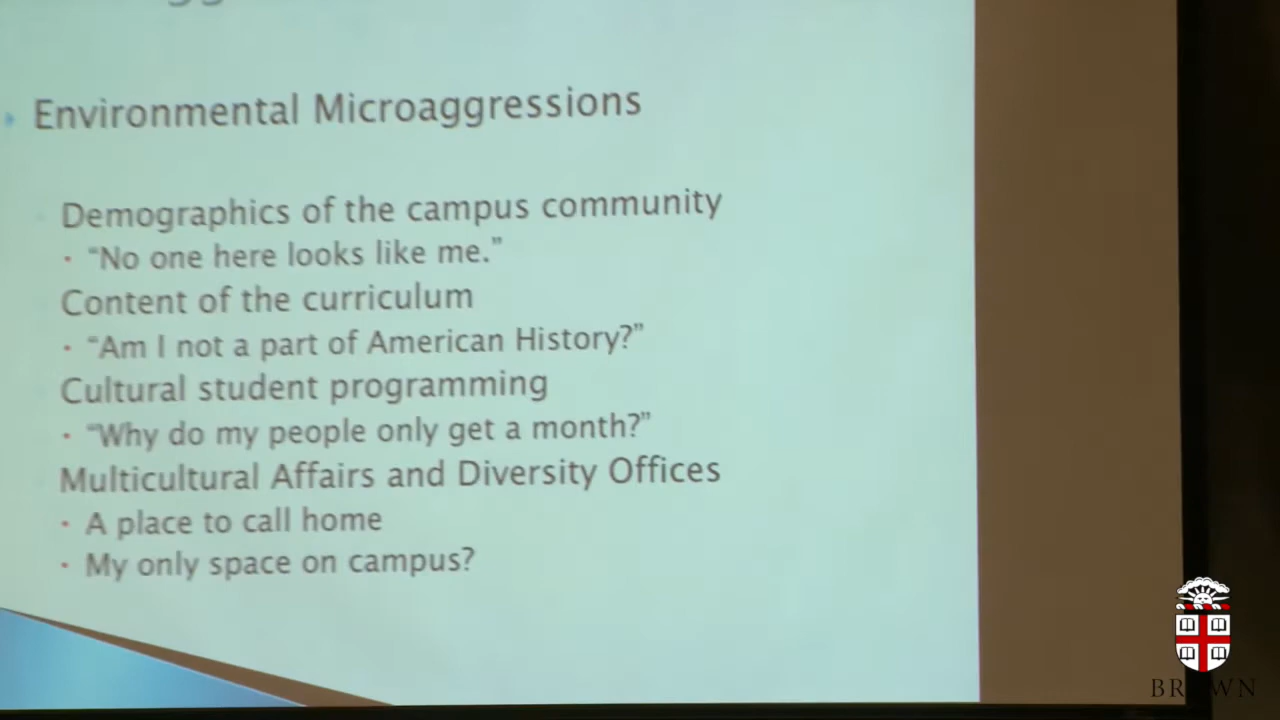 Environmental Microaggressions
Demographics of the campus community
• “No one here looks like me.”
Content of the curriculum
• “Am I not a part of American History?”
Cultural student programming
• “Why do my people only get a month?”
Multicultural Affairs and Diversity Offices
• A place to call home
• My only space on campus?
BROWN